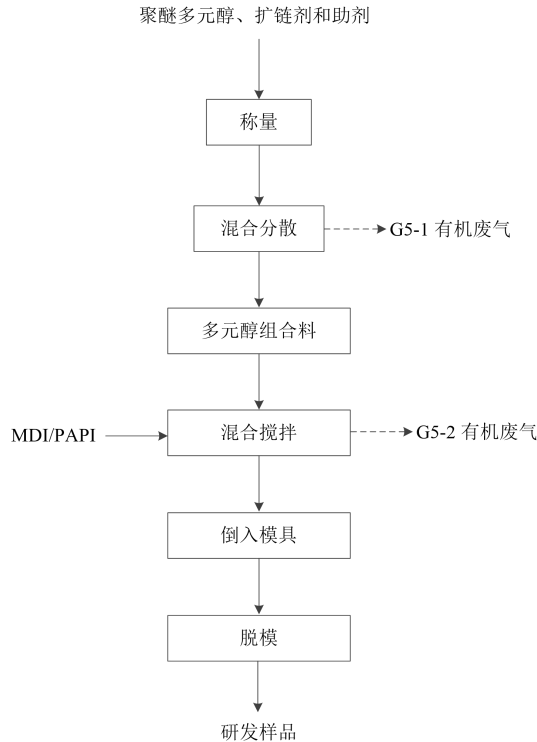 聚醚多元醇、扩链剂和助剂
称量
混合分散
G5-1 有机废气
多元醇组合料
MDI/PAPI
混合搅拌
G5-2 有机废气
倒入模具
脱模
研发样品